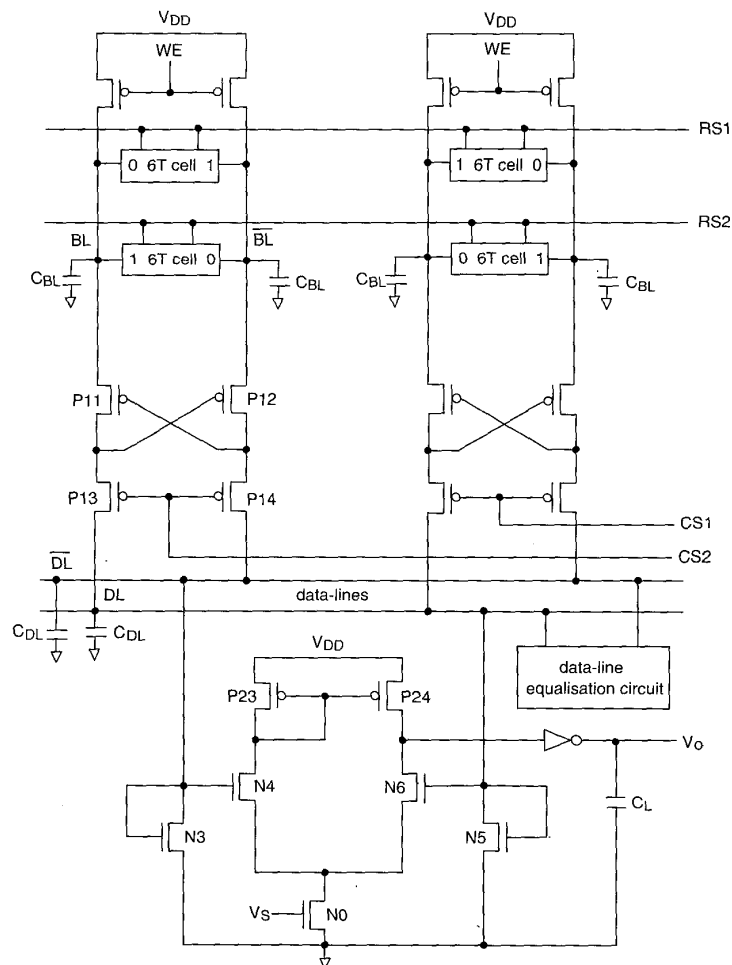 VDD VDD
WE WE
RS1
0 6T cell 1 1 6T cell 0
RS2
BL B̅L̅
1 6T cell 0 0 6T cell 1
CBL CBL CBL CBL
P11 P12
P13 P14
CS1
CS2
D̅L̅
DL data-lines
CDL CDL
VDD
data-line
equalisation circuit
P23 P24
Vo
N4 N6
CL
N3 N5
VS N0